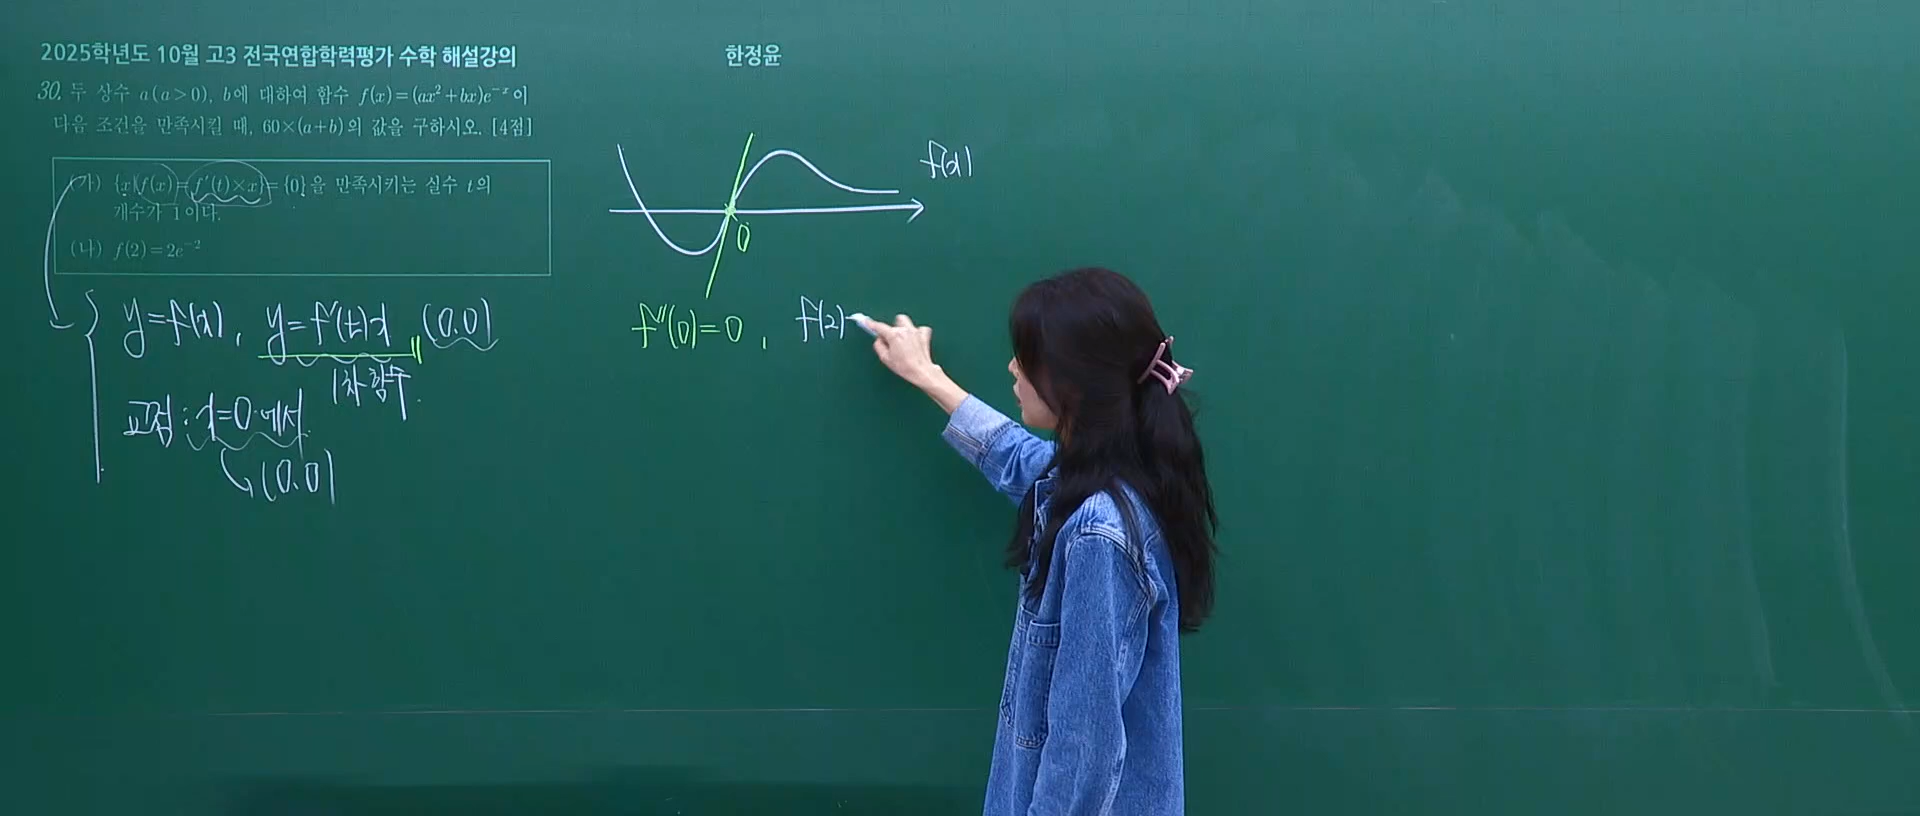 2025학년도 10월 고3 전국연합학력평가 수학 해설강의
한정윤
30. 두 상수 a(a>0), b에 대하여 함수 f(x)=(ax²+bx)e⁻ˣ이
다음 조건을 만족시킬 때, 60×(a+b)의 값을 구하시오. [4점]
(가) {x|f(x)=f′(t)×x}={0}을 만족시키는 실수 t의
개수가 1이다.
(나) f(2)=2e⁻²
y=f(x), y=f′(t)x (0,0)
1차함수.
교점: x=0에서
(0,0)
f(x)
0
f″(0)=0, f(2)